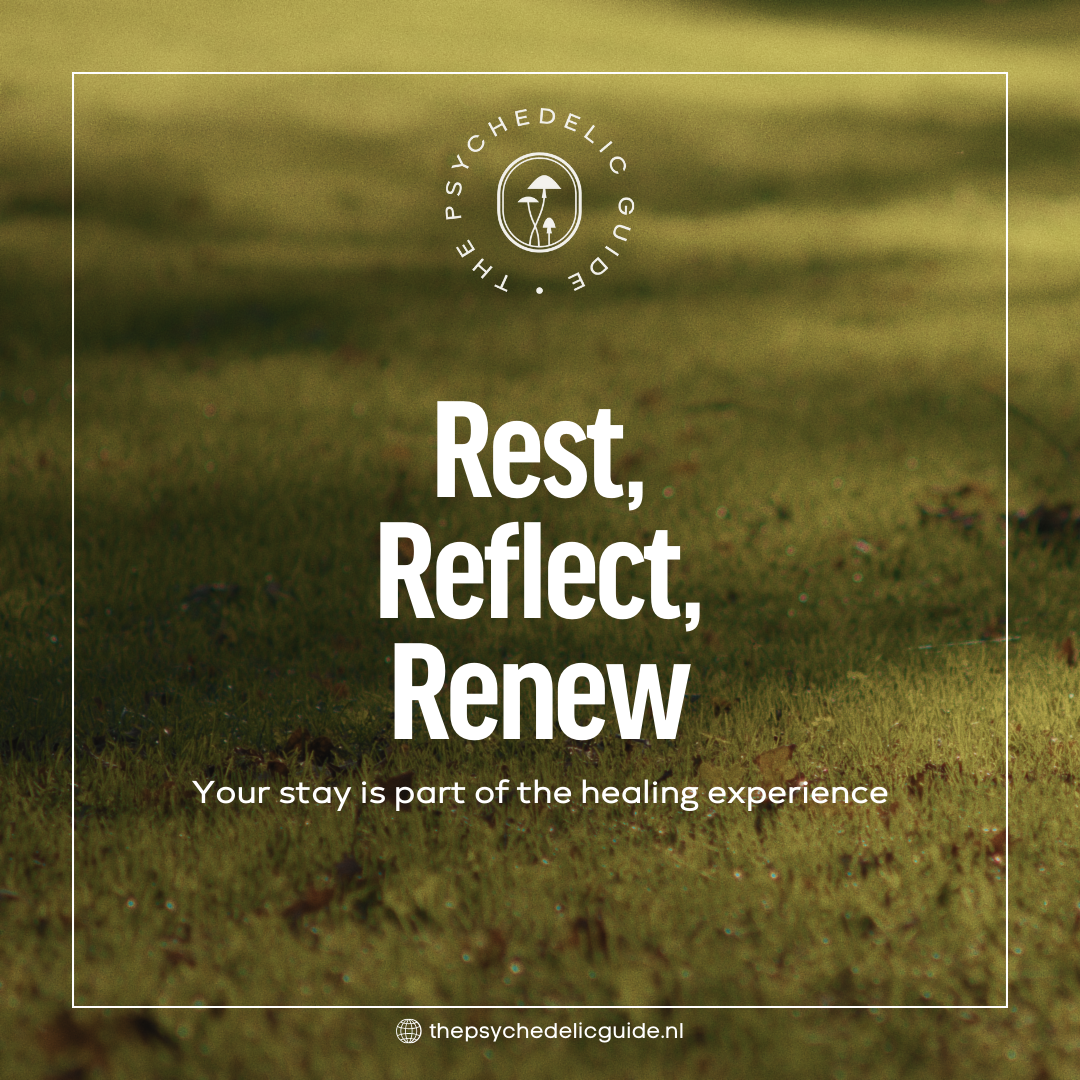 THE PSYCHEDELIC GUIDE •
Rest,
Reflect,
Renew
Your stay is part of the healing experience
thepsychedelicguide.nl